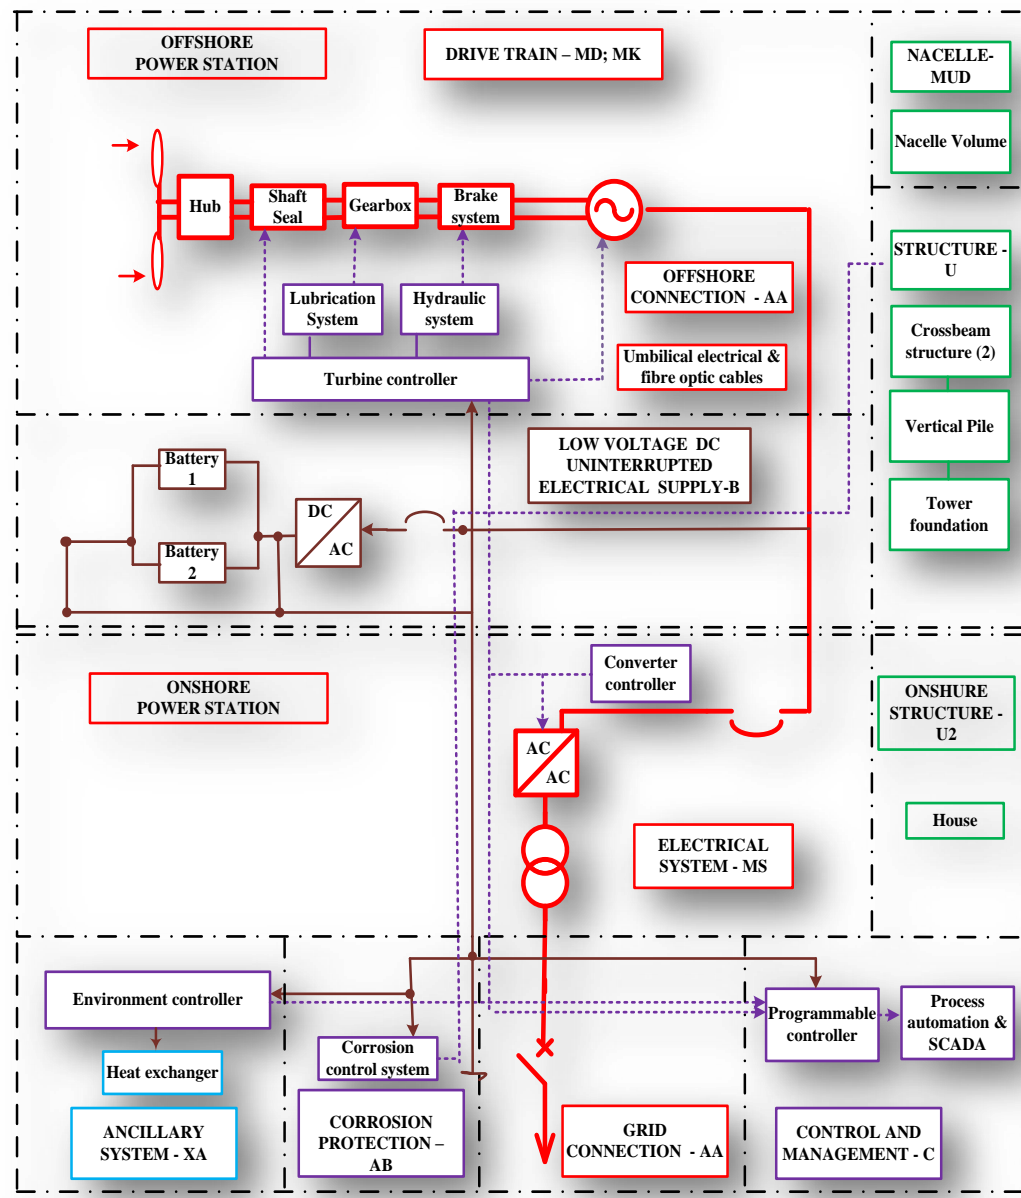 OFFSHORE
POWER STATION
DRIVE TRAIN – MD; MK
NACELLE-
MUD
Nacelle Volume
Hub
Shaft
Seal
Gearbox
Brake
system
STRUCTURE -
U
OFFSHORE
CONNECTION - AA
Lubrication
System
Hydraulic
system
Crossbeam
structure (2)
Umbilical electrical &
fibre optic cables
Turbine controller
Vertical Pile
LOW VOLTAGE DC
UNINTERRUPTED
ELECTRICAL SUPPLY-B
Battery
1
Tower
foundation
DC
AC
Battery
2
ONSHORE
POWER STATION
Converter
controller
ONSHURE
STRUCTURE -
U2
AC
AC
House
ELECTRICAL
SYSTEM - MS
Environment controller
Programmable
controller
Process
automation &
SCADA
Corrosion
control system
Heat exchanger
ANCILLARY
SYSTEM - XA
CORROSION
PROTECTION –
AB
GRID
CONNECTION - AA
CONTROL AND
MANAGEMENT - C